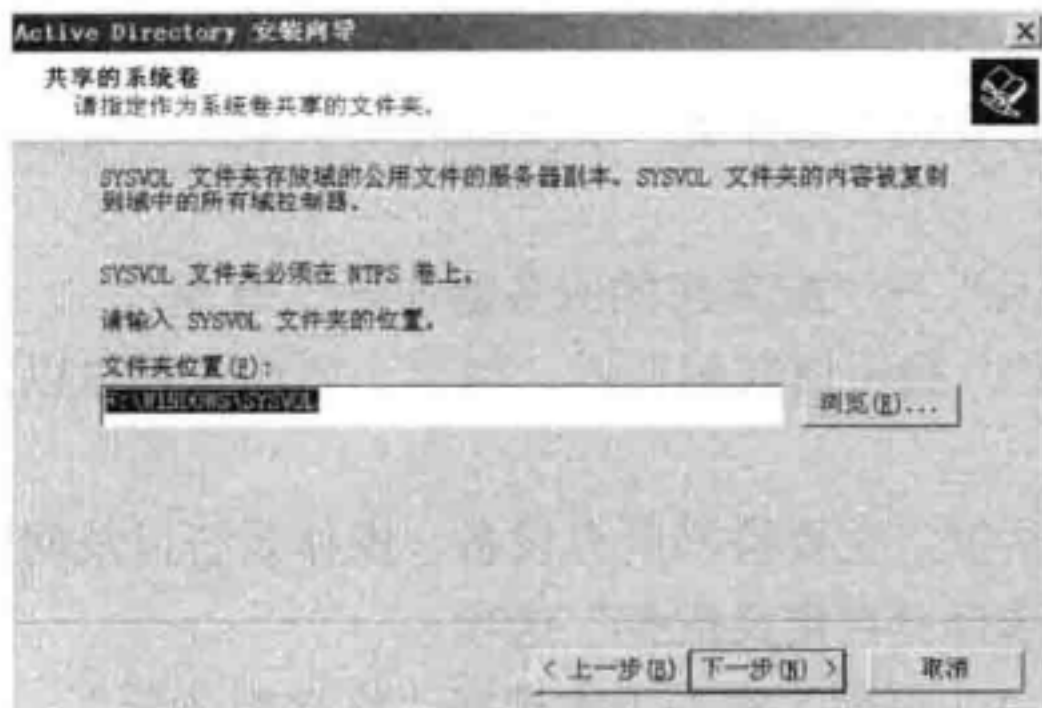 Active Directory 安装向导
共享的系统卷
请指定作为系统卷共享的文件夹。
SYSVOL 文件夹存放域的公用文件的服务器副本。SYSVOL 文件夹的内容被复制
到域中的所有域控制器。
SYSVOL 文件夹必须在 NTFS 卷上。
请输入 SYSVOL 文件夹的位置。
文件夹位置(F):
:\WINDOWS\SYSVOL
浏览(R)...
< 上一步(B)
下一步(N) >
取消